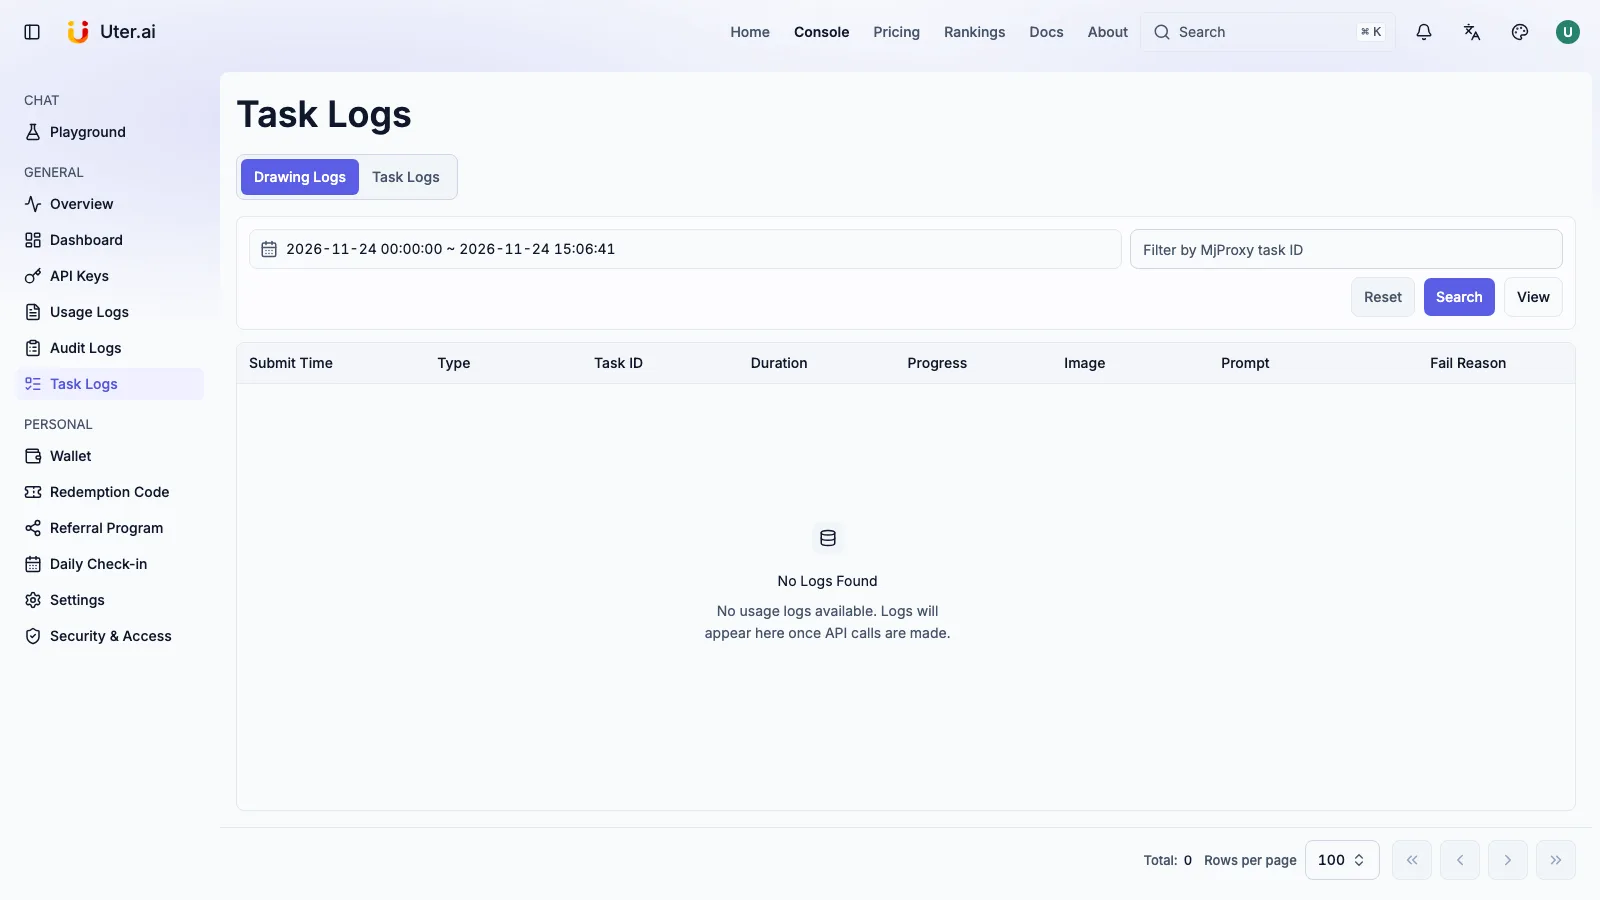 Uter.ai
Home
Console
Pricing
Rankings
Docs
About
Search
⌘ K
U
CHAT
Playground
GENERAL
Overview
Dashboard
API Keys
Usage Logs
Audit Logs
Task Logs
PERSONAL
Wallet
Redemption Code
Referral Program
Daily Check-in
Settings
Security & Access
Task Logs
Drawing Logs
Task Logs
2026-11-24 00:00:00 ~ 2026-11-24 15:06:41
Filter by MjProxy task ID
Reset
Search
View
Submit Time
Type
Task ID
Duration
Progress
Image
Prompt
Fail Reason
No Logs Found
No usage logs available. Logs will
appear here once API calls are made.
Total: 0
Rows per page
100